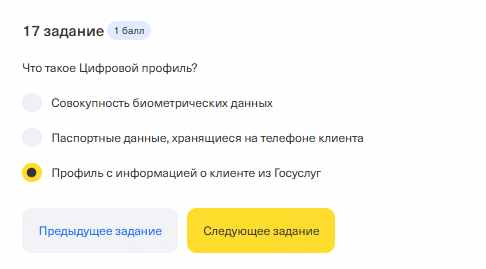 17 задание 1 балл
Что такое Цифровой профиль?
Совокупность биометрических данных
Паспортные данные, хранящиеся на телефоне клиента
Профиль с информацией о клиенте из Госуслуг
Предыдущее задание Следующее задание